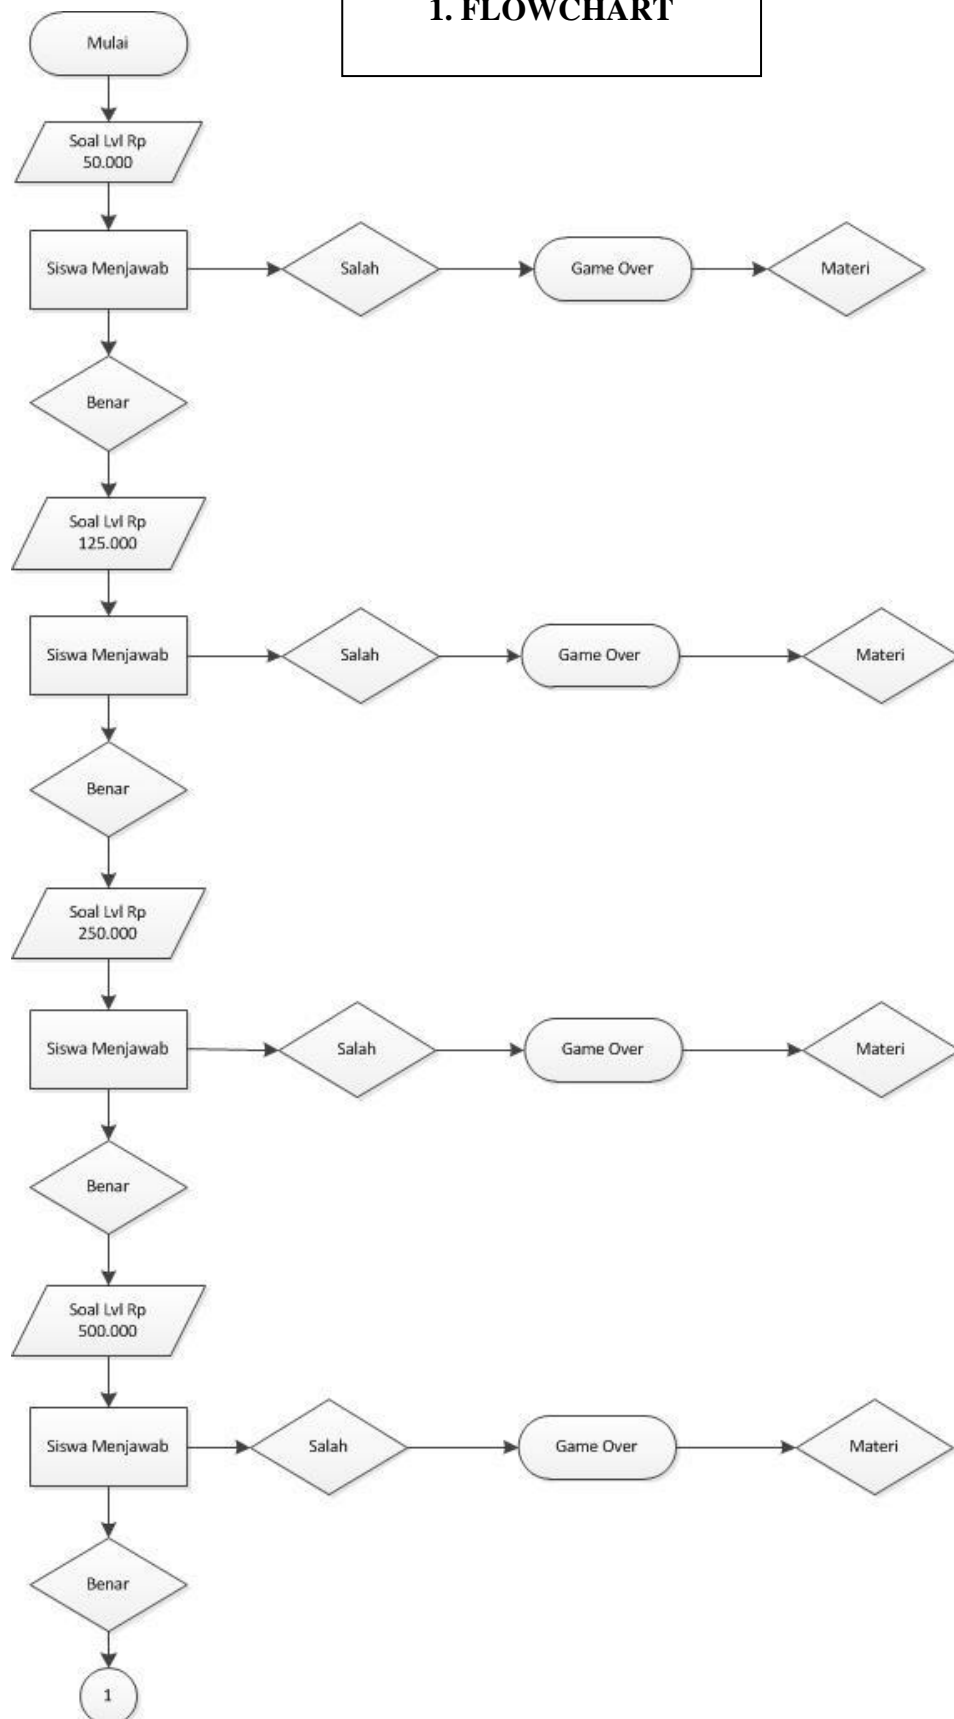 1. FLOWCHART
Mulai
Soal Lvl Rp
50.000
Siswa Menjawab
Salah
Game Over
Materi
Benar
Soal Lvl Rp
125.000
Siswa Menjawab
Salah
Game Over
Materi
Benar
Soal Lvl Rp
250.000
Siswa Menjawab
Salah
Game Over
Materi
Benar
Soal Lvl Rp
500.000
Siswa Menjawab
Salah
Game Over
Materi
Benar
1